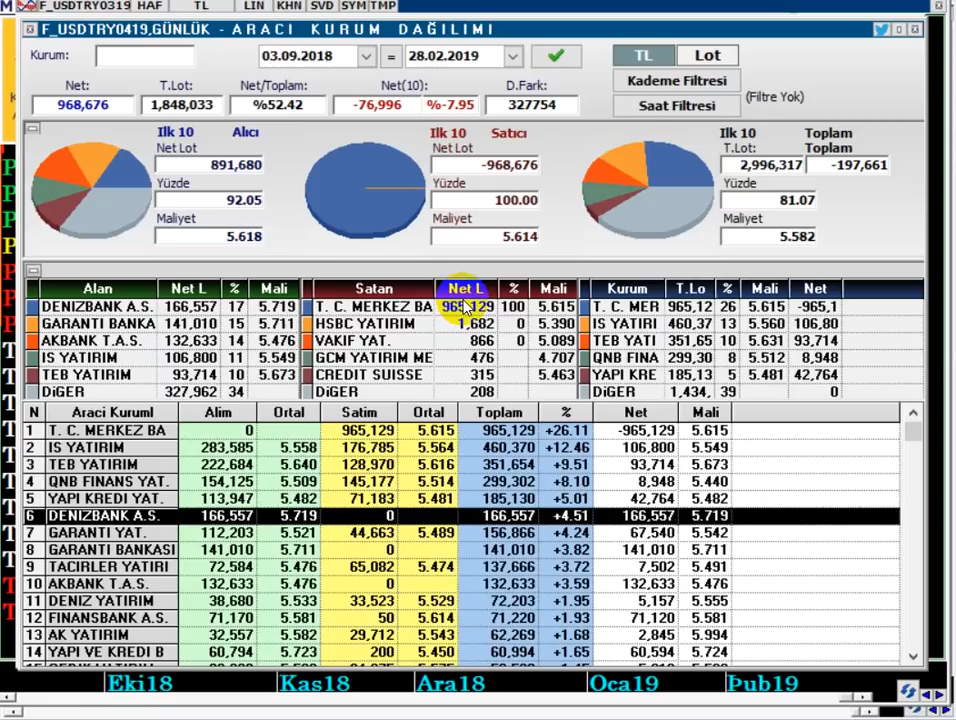 M F_USDTRY0319 HAF TL LIN KHN SVD SYM TMP
F_USDTRY0419,GÜNLÜK - ARACI KURUM DAĞILIMI
Kurum: 03.09.2018 = 28.02.2019 TL Lot
Kademe Filtresi
Net: T.Lot: Net/Toplam: Net(10): D.Fark: Saat Filtresi (Filtre Yok)
968,676 1,848,033 %52.42 -76,996 %-7.95 327754
Ilk 10 Alıcı Ilk 10 Satıcı Ilk 10 Toplam
Net Lot Net Lot T.Lot: Toplam
891,680 -968,676 2,996,317 -197,661
Yüzde Yüzde Yüzde
92.05 100.00 81.07
Maliyet Maliyet Maliyet
5.618 5.614 5.582
Alan Net L % Mali Satan Net L % Mali Kurum T.Lo % Mali Net
DENIZBANK A.S. 166,557 17 5.719 T. C. MERKEZ BA 965,129 100 5.615 T. C. MER 965,12 26 5.615 -965,1
GARANTI BANKA 141,010 15 5.711 HSBC YATIRIM 1,682 0 5.390 IS YATIRI 460,37 13 5.560 106,80
AKBANK T.A.S. 132,633 14 5.476 VAKIF YAT. 866 0 5.089 TEB YATI 351,65 10 5.631 93,714
IS YATIRIM 106,800 11 5.549 GCM YATIRIM ME 476 4.707 QNB FINA 299,30 8 5.512 8,948
TEB YATIRIM 93,714 10 5.673 CREDIT SUISSE 315 5.463 YAPI KRE 185,13 5 5.481 42,764
DiGER 327,962 34 DiGER 208 DiGER 1,434, 39 0
N Araci Kuruml Alim Ortal Satim Ortal Toplam % Net Mali
1 T. C. MERKEZ BA 0 965,129 5.615 965,129 +26.11 -965,129 5.615
2 IS YATIRIM 283,585 5.558 176,785 5.564 460,370 +12.46 106,800 5.549
3 TEB YATIRIM 222,684 5.640 128,970 5.616 351,654 +9.51 93,714 5.673
4 QNB FINANS YAT. 154,125 5.509 145,177 5.514 299,302 +8.10 8,948 5.440
5 YAPI KREDI YAT. 113,947 5.482 71,183 5.481 185,130 +5.01 42,764 5.482
6 DENIZBANK A.S. 166,557 5.719 0 166,557 +4.51 166,557 5.719
7 GARANTI YAT. 112,203 5.521 44,663 5.489 156,866 +4.24 67,540 5.542
8 GARANTI BANKASI 141,010 5.711 0 141,010 +3.82 141,010 5.711
9 TACIRLER YATIRI 72,584 5.476 65,082 5.474 137,666 +3.72 7,502 5.491
10 AKBANK T.A.S. 132,633 5.476 0 132,633 +3.59 132,633 5.476
11 DENIZ YATIRIM 38,680 5.533 33,523 5.529 72,203 +1.95 5,157 5.555
12 FINANSBANK A.S. 71,170 5.581 50 5.614 71,220 +1.93 71,120 5.581
13 AK YATIRIM 32,557 5.582 29,712 5.543 62,269 +1.68 2,845 5.994
14 YAPI VE KREDI B 60,794 5.723 200 5.450 60,994 +1.65 60,594 5.724
Eki18 Kas18 Ara18 Oca19 Þub19